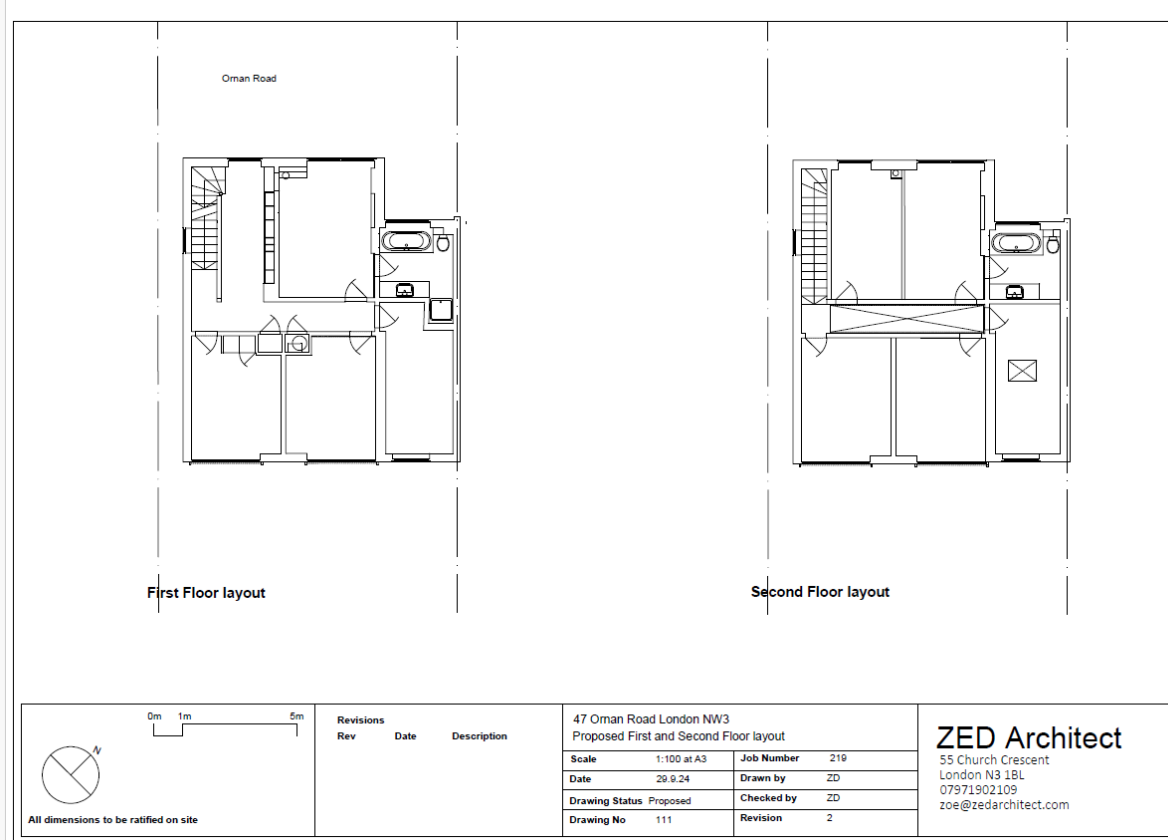 Ornan Road
First Floor layout
Second Floor layout
0m 1m 5m
N
All dimensions to be ratified on site
Revisions
Rev Date Description
47 Ornan Road London NW3
Proposed First and Second Floor layout
Scale 1:100 at A3
Job Number 219
Date 29.9.24
Drawn by ZD
Drawing Status Proposed
Checked by ZD
Drawing No 111
Revision 2
ZED Architect
55 Church Crescent
London N3 1BL
07971902109
zoe@zedarchitect.com